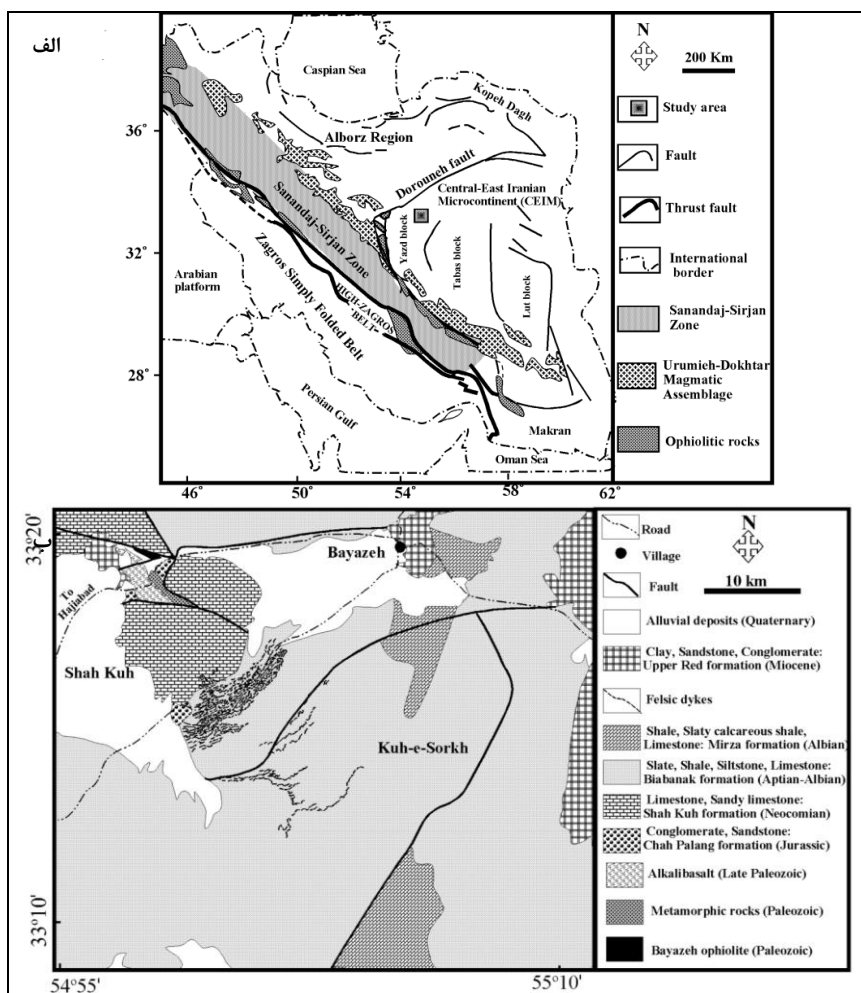 الف
Caspian Sea
Kopeh Dagh
Alborz Region
Dorouneh fault
Central-East Iranian
Microcontinent (CEIM)
Sanandaj-Sirjan Zone
Yazd block
Tabas block
Lut block
Arabian
platform
Zagros Simply Folded Belt
HIGH-ZAGROS
BELT
Persian Gulf
Makran
Oman Sea
36°
32°
28°
46°
50°
54°
58°
62°
N
200 Km
Study area
Fault
Thrust fault
International
border
Sanandaj-Sirjan
Zone
Urumieh-Dokhtar
Magmatic
Assemblage
Ophiolitic rocks
ب
33°20'
33°10'
54°55'
55°10'
Bayazeh
To
Hajiabad
Shah Kuh
Kuh-e-Sorkh
Road
N
Village
10 km
Fault
Alluvial deposits (Quaternary)
Clay, Sandstone, Conglomerate:
Upper Red formation (Miocene)
Felsic dykes
Shale, Slaty calcareous shale,
Limestone: Mirza formation (Albian)
Slate, Shale, Siltstone, Limestone:
Biabanak formation (Aptian-Albian)
Limestone, Sandy limestone:
Shah Kuh formation (Neocomian)
Conglomerate, Sandstone:
Chah Palang formation (Jurassic)
Alkalibasalt (Late Paleozoic)
Metamorphic rocks (Paleozoic)
Bayazeh ophiolite (Paleozoic)